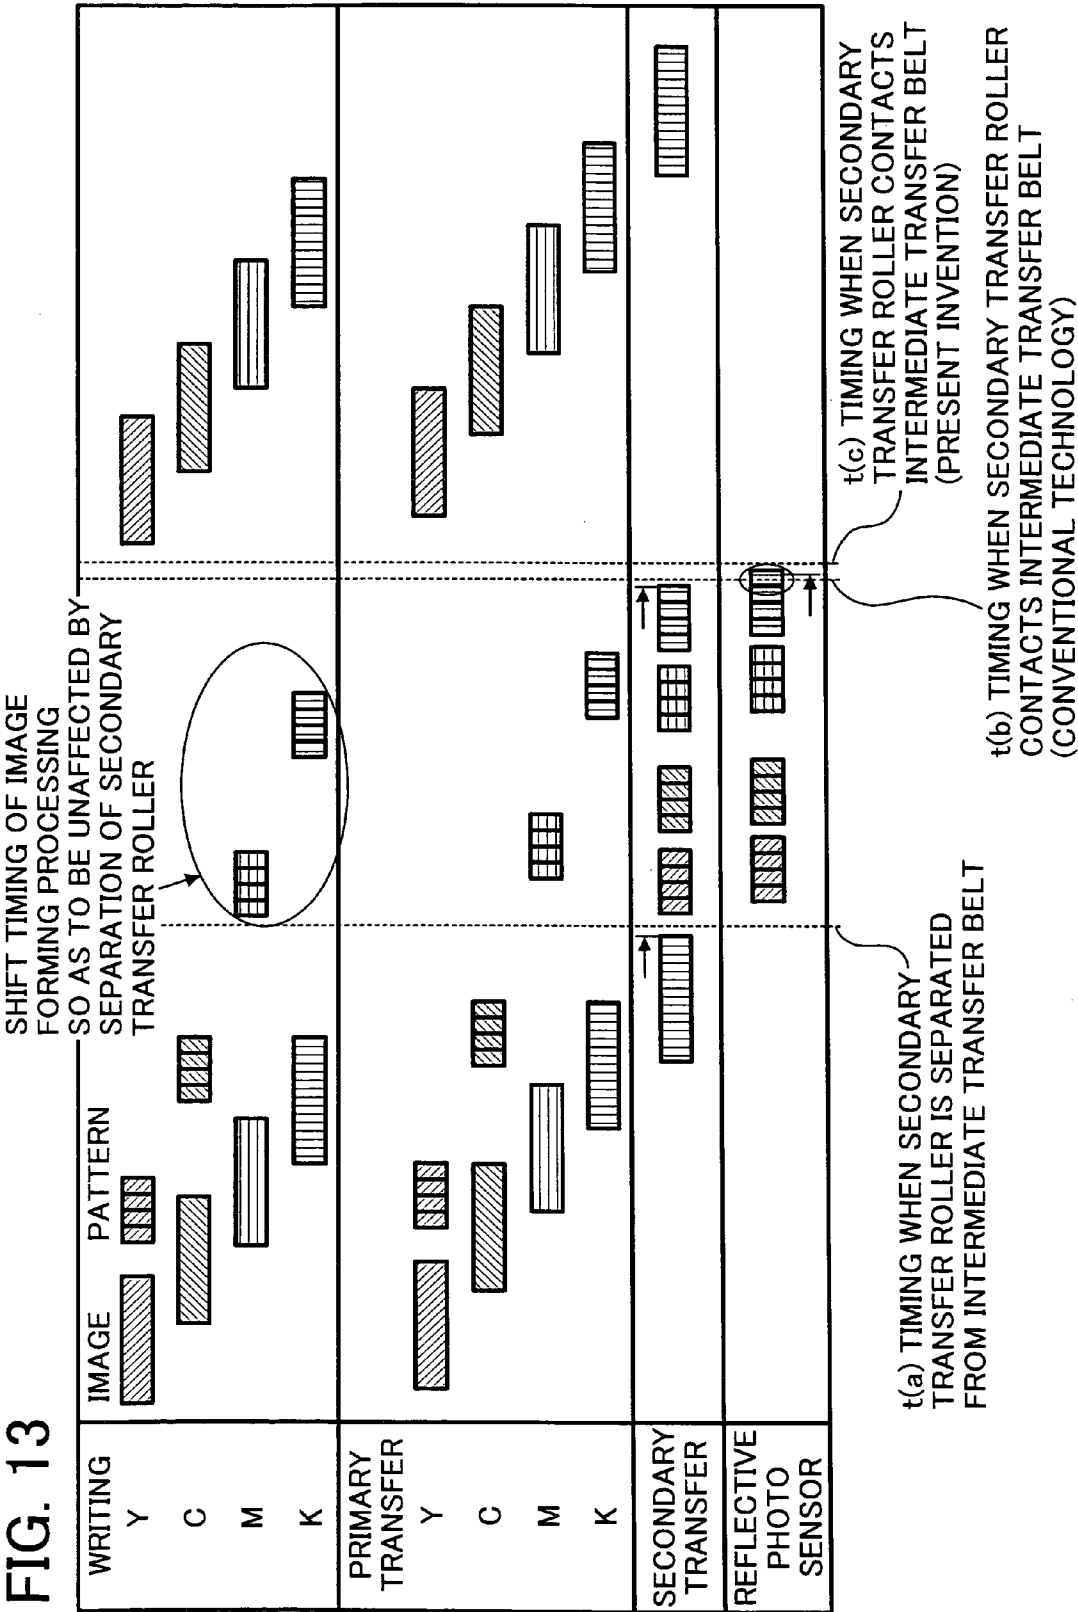 FIG. 13
WRITING
Y
C
M
K
PRIMARY
TRANSFER
Y
C
M
K
SECONDARY
TRANSFER
REFLECTIVE
PHOTO
SENSOR
IMAGE
PATTERN
SHIFT TIMING OF IMAGE
FORMING PROCESSING
SO AS TO BE UNAFFECTED BY
SEPARATION OF SECONDARY
TRANSFER ROLLER
t(a) TIMING WHEN SECONDARY
TRANSFER ROLLER IS SEPARATED
FROM INTERMEDIATE TRANSFER BELT
t(b) TIMING WHEN SECONDARY TRANSFER ROLLER
CONTACTS INTERMEDIATE TRANSFER BELT
(CONVENTIONAL TECHNOLOGY)
t(c) TIMING WHEN SECONDARY
TRANSFER ROLLER CONTACTS
INTERMEDIATE TRANSFER BELT
(PRESENT INVENTION)